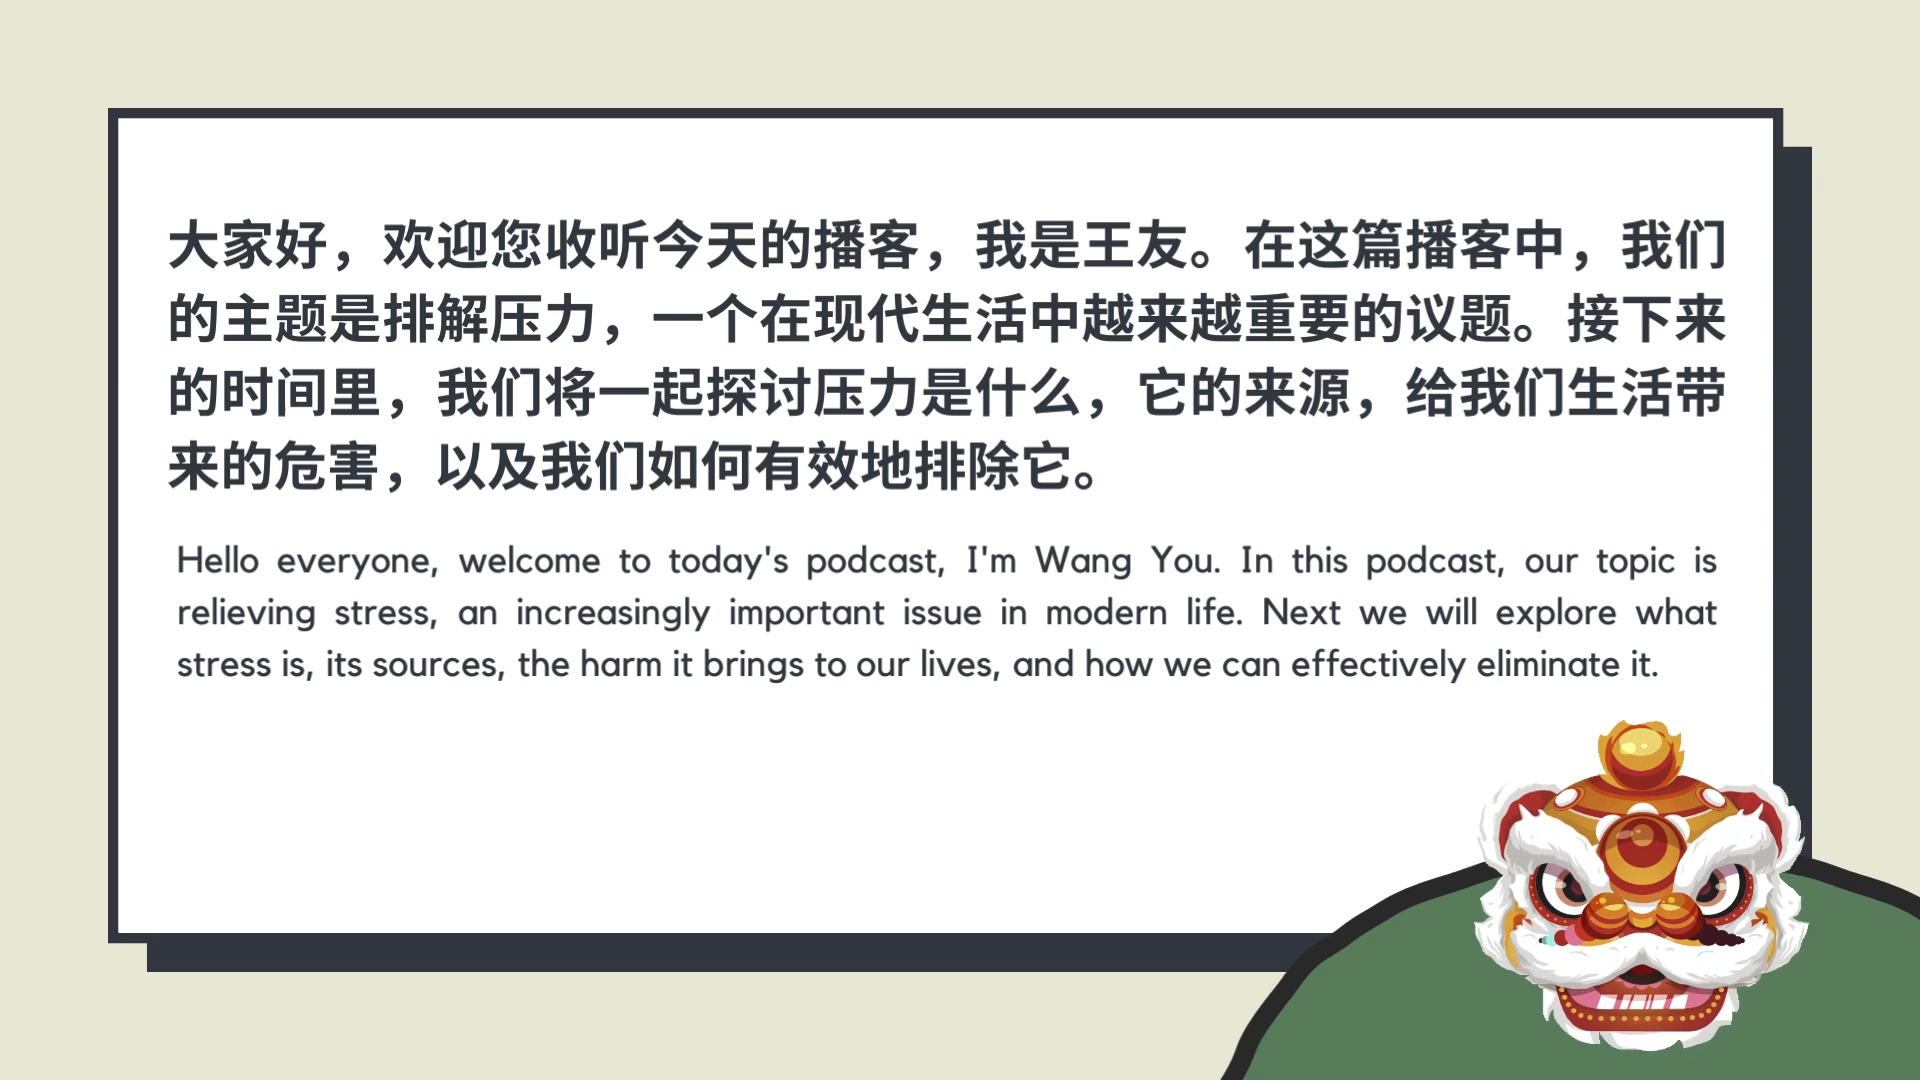 大家好，欢迎您收听今天的播客，我是王友。在这篇播客中，我们
的主题是排解压力，一个在现代生活中越来越重要的议题。接下来
的时间里，我们将一起探讨压力是什么，它的来源，给我们生活带
来的危害，以及我们如何有效地排除它。
Hello everyone, welcome to today's podcast, I'm Wang You. In this podcast, our topic is
relieving stress, an increasingly important issue in modern life. Next we will explore what
stress is, its sources, the harm it brings to our lives, and how we can effectively eliminate it.